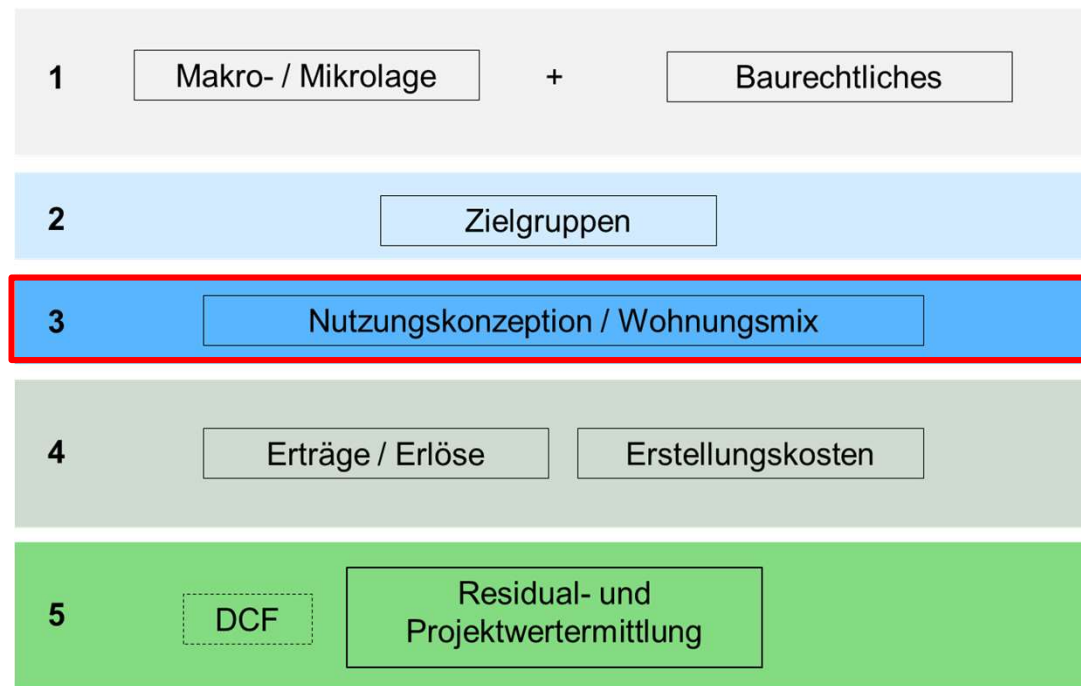 1 Makro- / Mikrolage + Baurechtliches
2 Zielgruppen
3 Nutzungskonzeption / Wohnungsmix
4 Erträge / Erlöse Erstellungskosten
5 DCF Residual- und
Projektwertermittlung